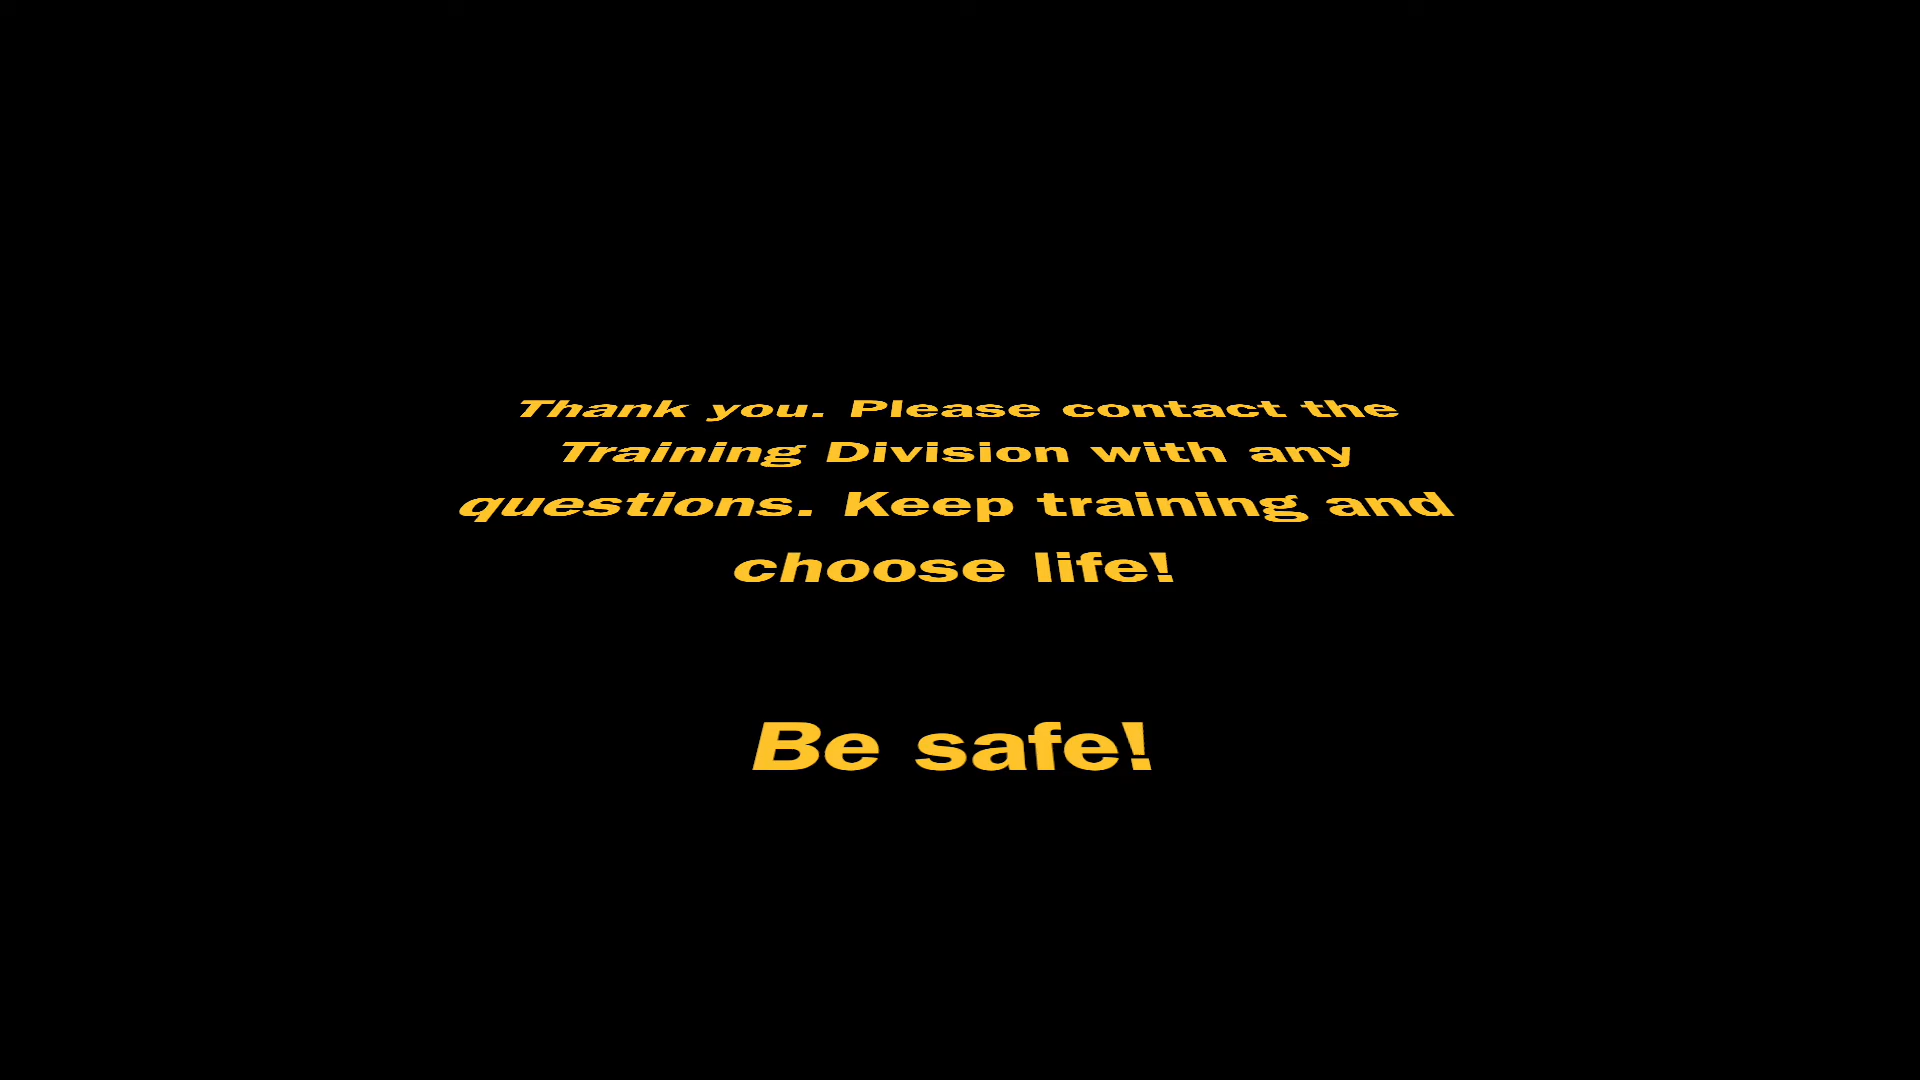 Thank you. Please contact the
Training Division with any
questions. Keep training and
choose life!
Be safe!